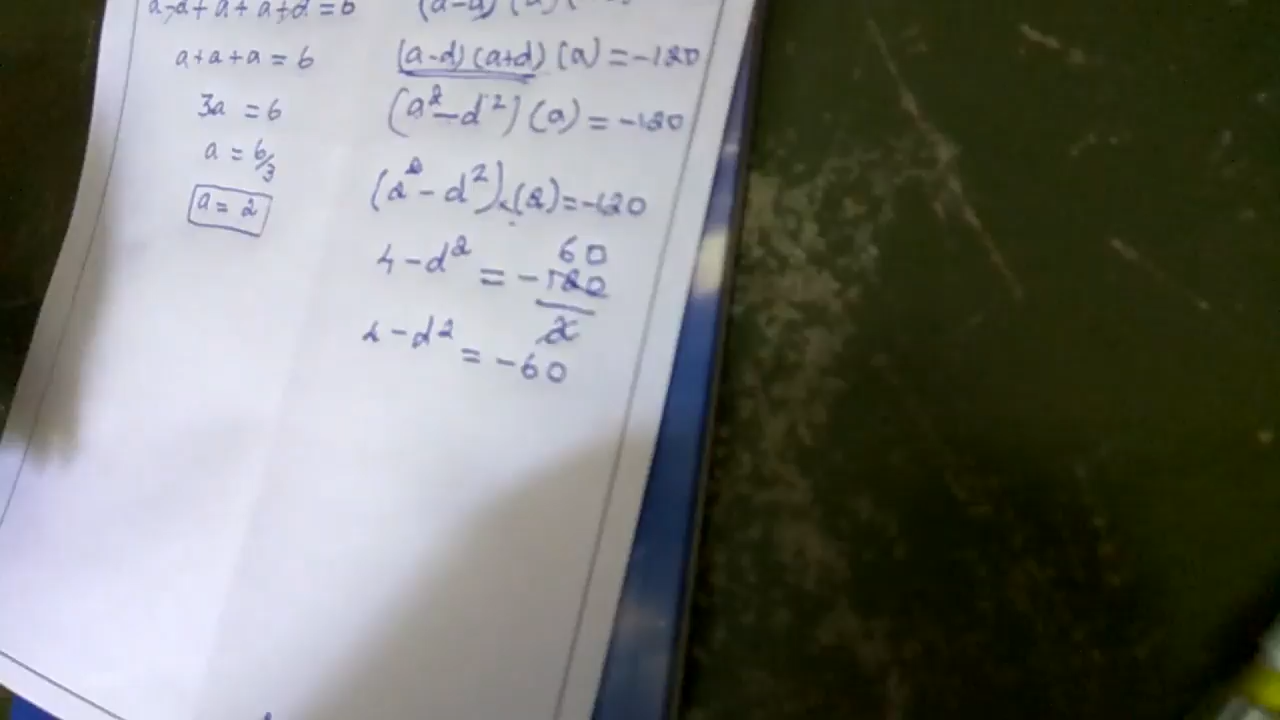 a-d+a+a+d=6
a+a+a=6
3a=6
a=6/3
a=2
(a-d)(a+d)(a)=-120
(a²-d²)(a)=-120
(2²-d²)(2)=-120
4-d²=-120/2
60
4-d²=-60